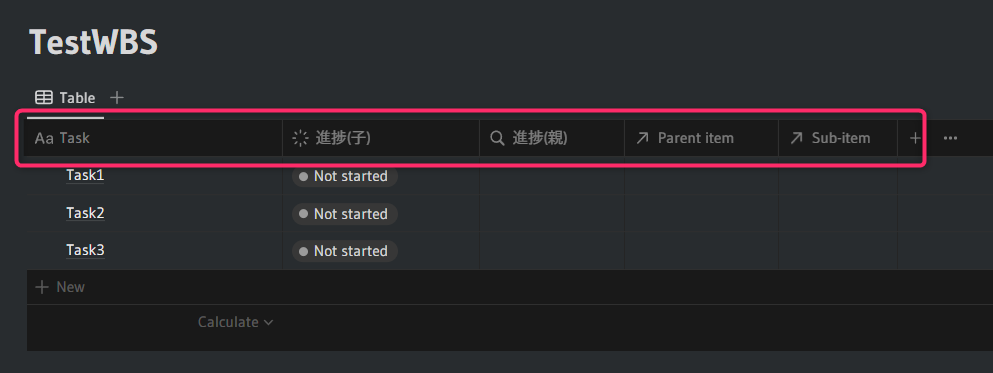 TestWBS
Table
Aa Task 進捗(子) 進捗(親) Parent item Sub-item
Task1 Not started
Task2 Not started
Task3 Not started
New
Calculate